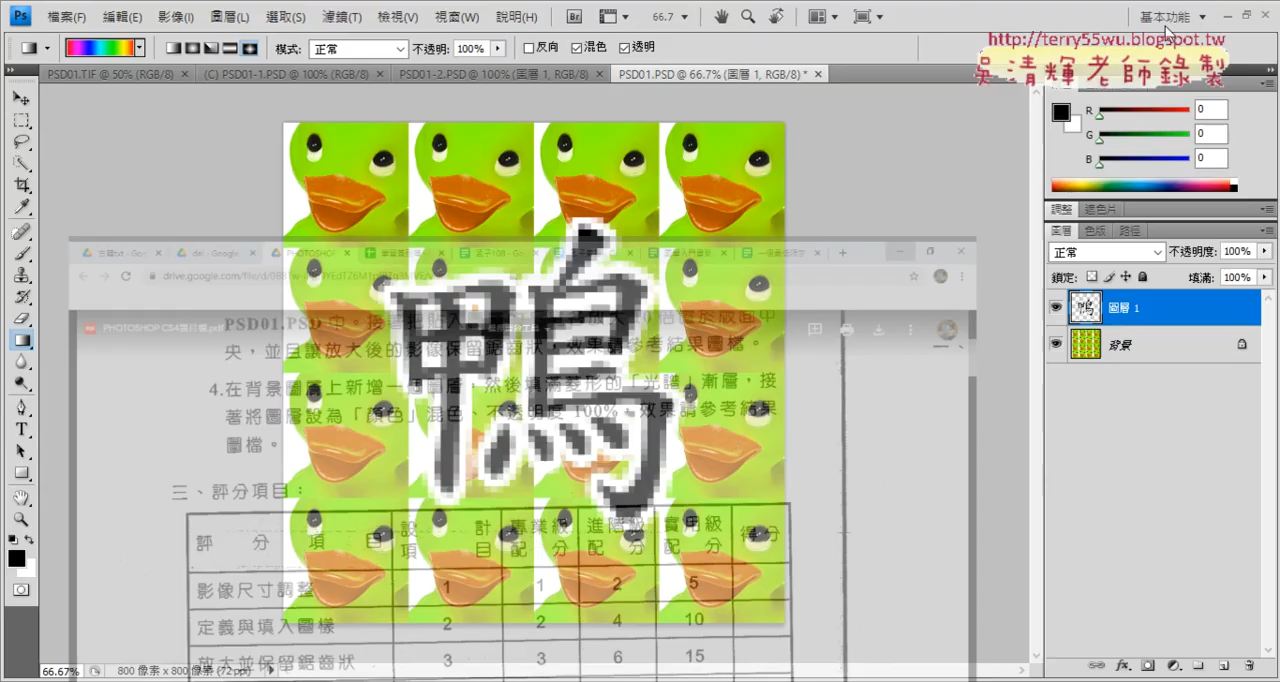 檔案(F) 編輯(E) 影像(I) 圖層(L) 選取(S) 濾鏡(T) 檢視(V) 視窗(W) 說明(H) 66.7 基本功能
http://terry55wu.blogspot.tw
吳清輝老師錄製
模式: 正常 不透明: 100% 反向 混色 透明
PSD01.TIF @ 50% (RGB/8) × (C) PSD01-1.PSD @ 100% (RGB/8) × PSD01-2.PSD @ 100% (圖層 1, RGB/8) × PSD01.PSD @ 66.7% (圖層 1, RGB/8) * ×
R 0
G 0
B 0
調整 遮色片
圖層 色版 路徑
正常 不透明度: 100%
鎖定: 填滿: 100%
圖層 1
背景
鴨
drive.google.com/file/d/
PSD01.PSD 中。接著把貼入
央，並且讓放大後的影像保留鋸齒狀，效果請參考結果圖檔。
4.在背景圖層上新增一個圖層，然後填滿菱形的「光譜」漸層，接
著將圖層設為「顏色」混色、不透明度 100%，效果請參考結果
圖檔。
三、評分項目：
評分項目 設計項目 專業級配分 進階級配分 實用級配分 得分
影像尺寸調整 1 1 2 5
定義與填入圖樣 2 2 4 10
放大並保留鋸齒狀 3 3 6 15
66.67% 800 像素 x 800 像素 (72 ppi)